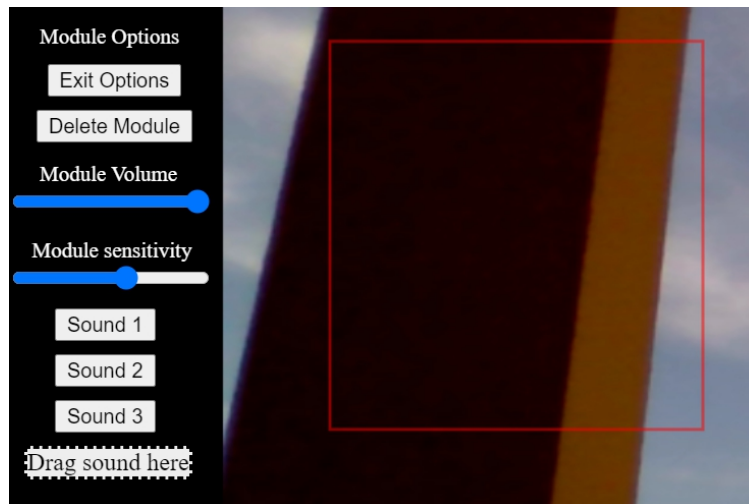 Module Options
Exit Options
Delete Module
Module Volume
Module sensitivity
Sound 1
Sound 2
Sound 3
Drag sound here